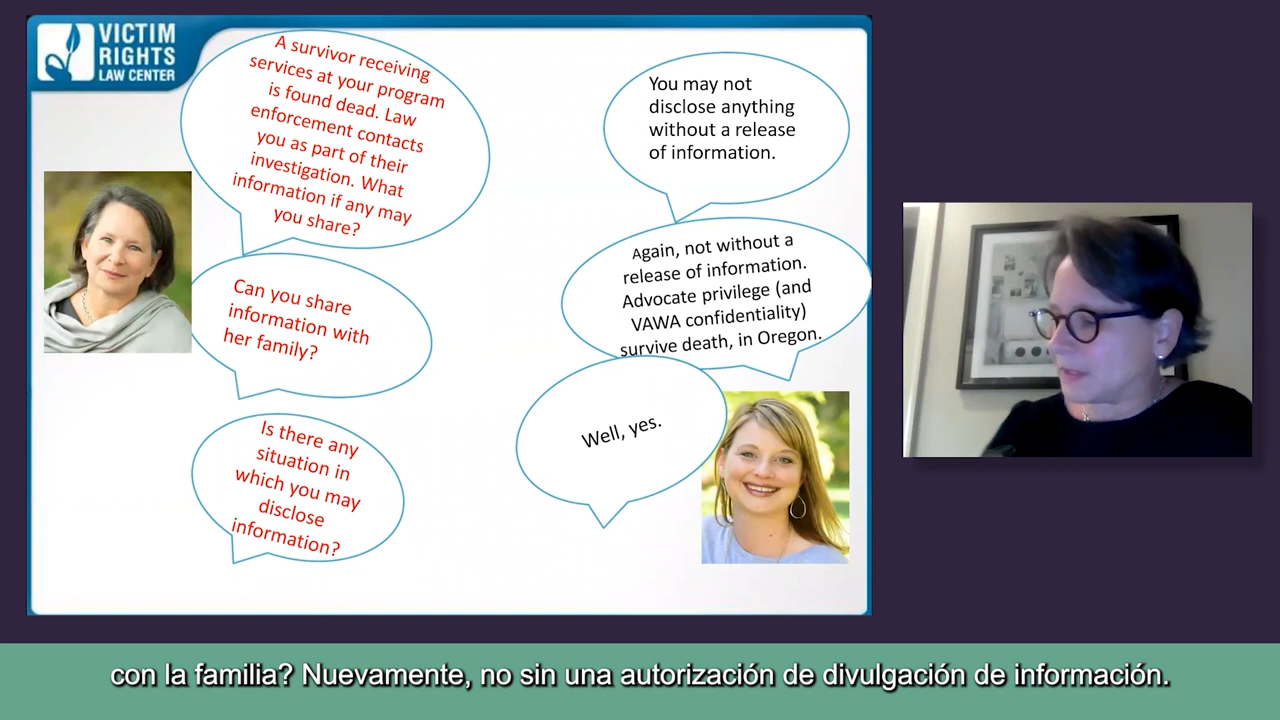 VICTIM
RIGHTS
LAW CENTER
A survivor receiving
services at your program
is found dead. Law
enforcement contacts
you as part of their
investigation. What
information if any may
you share?
You may not
disclose anything
without a release
of information.
Can you share
information with
her family?
Again, not without a
release of information.
Advocate privilege (and
VAWA confidentiality)
survive death, in Oregon.
Is there any
situation in
which you may
disclose
information?
Well, yes.
con la familia? Nuevamente, no sin una autorización de divulgación de información.